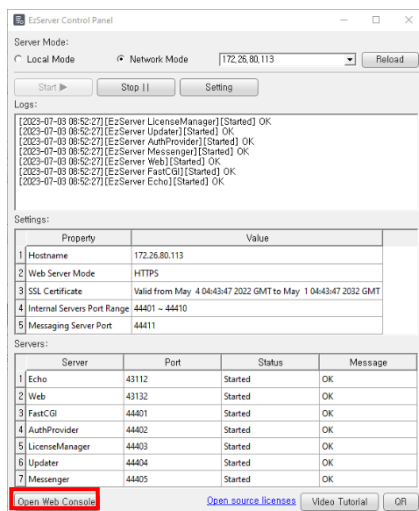 EzServer Control Panel
Server Mode:
Local Mode Network Mode 172.26.80.113 Reload
Start Stop || Setting
Logs:
[2023-07-03 08:52:27][EzServer LicenseManager][Started] OK
[2023-07-03 08:52:27][EzServer Updater][Started] OK
[2023-07-03 08:52:27][EzServer AuthProvider][Started] OK
[2023-07-03 08:52:27][EzServer Messenger][Started] OK
[2023-07-03 08:52:27][EzServer Web][Started] OK
[2023-07-03 08:52:27][EzServer FastCGI][Started] OK
[2023-07-03 08:52:27][EzServer Echo][Started] OK
Settings:
Property Value
1 Hostname 172.26.80.113
2 Web Server Mode HTTPS
3 SSL Certificate Valid from May 4 04:43:47 2022 GMT to May 1 04:43:47 2032 GMT
4 Internal Servers Port Range 44401 ~ 44410
5 Messaging Server Port 44411
Servers:
Server Port Status Message
1 Echo 43112 Started OK
2 Web 43132 Started OK
3 FastCGI 44401 Started OK
4 AuthProvider 44402 Started OK
5 LicenseManager 44403 Started OK
6 Updater 44404 Started OK
7 Messenger 44405 Started OK
Open Web Console Open source licenses Video Tutorial QR